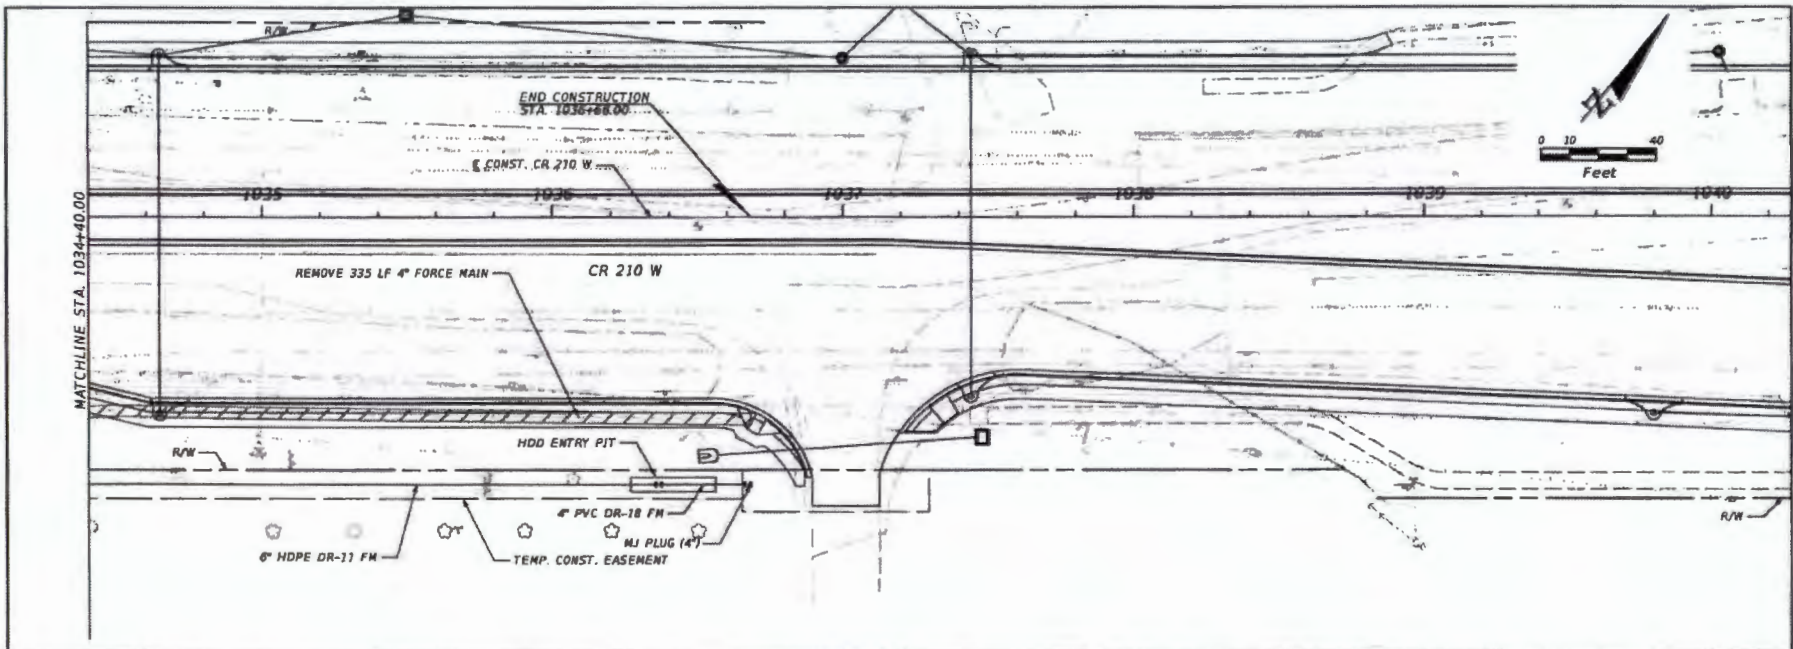 R/W
END CONSTRUCTION
STA. 1036+68.00
℄ CONST. CR 210 W
0 10 40
Feet
1035 1036 1037 1038 1039 1040
MATCHLINE STA. 1034+40.00
REMOVE 335 LF 4" FORCE MAIN
CR 210 W
HDD ENTRY PIT
R/W
4" PVC DR-18 FM
R/W
MJ PLUG (4")
6" HDPE DR-11 FM
TEMP. CONST. EASEMENT